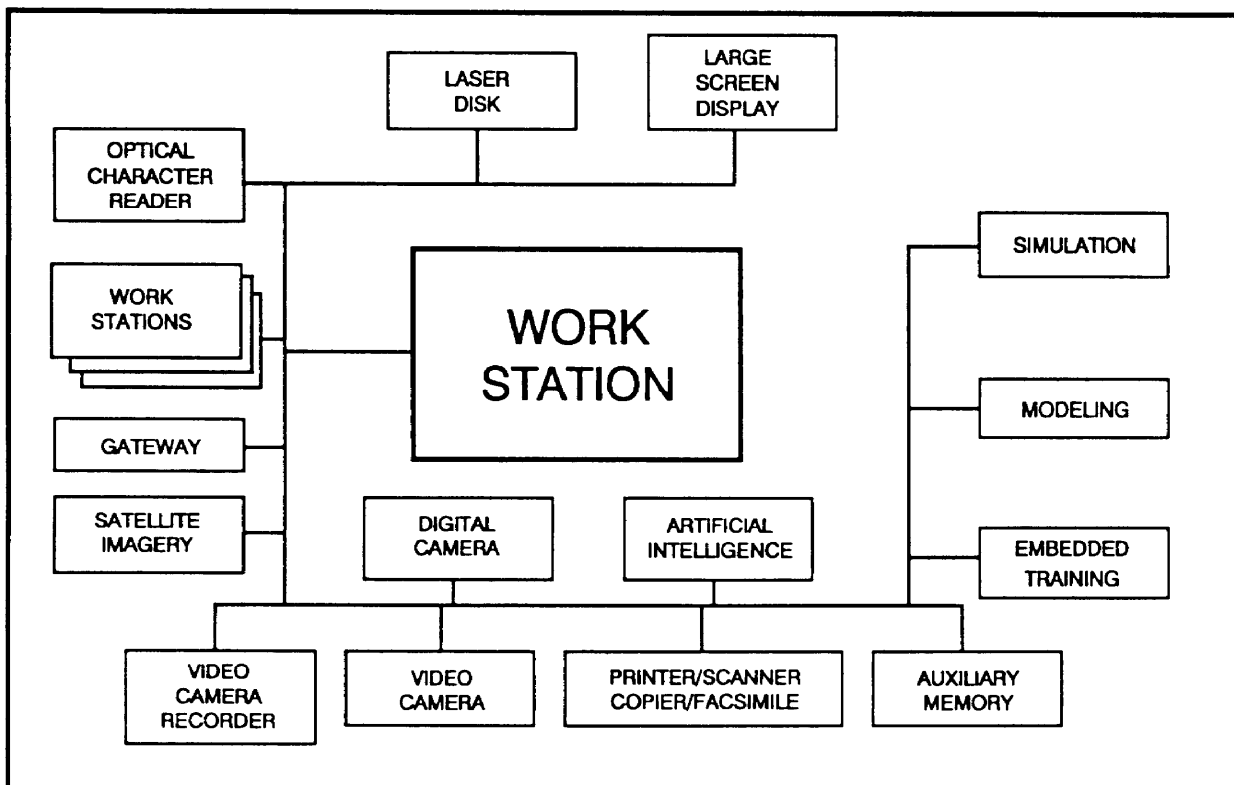 LASER
DISK
LARGE
SCREEN
DISPLAY
OPTICAL
CHARACTER
READER
WORK
STATIONS
WORK
STATION
SIMULATION
MODELING
GATEWAY
SATELLITE
IMAGERY
DIGITAL
CAMERA
ARTIFICIAL
INTELLIGENCE
EMBEDDED
TRAINING
VIDEO
CAMERA
RECORDER
VIDEO
CAMERA
PRINTER/SCANNER
COPIER/FACSIMILE
AUXILIARY
MEMORY